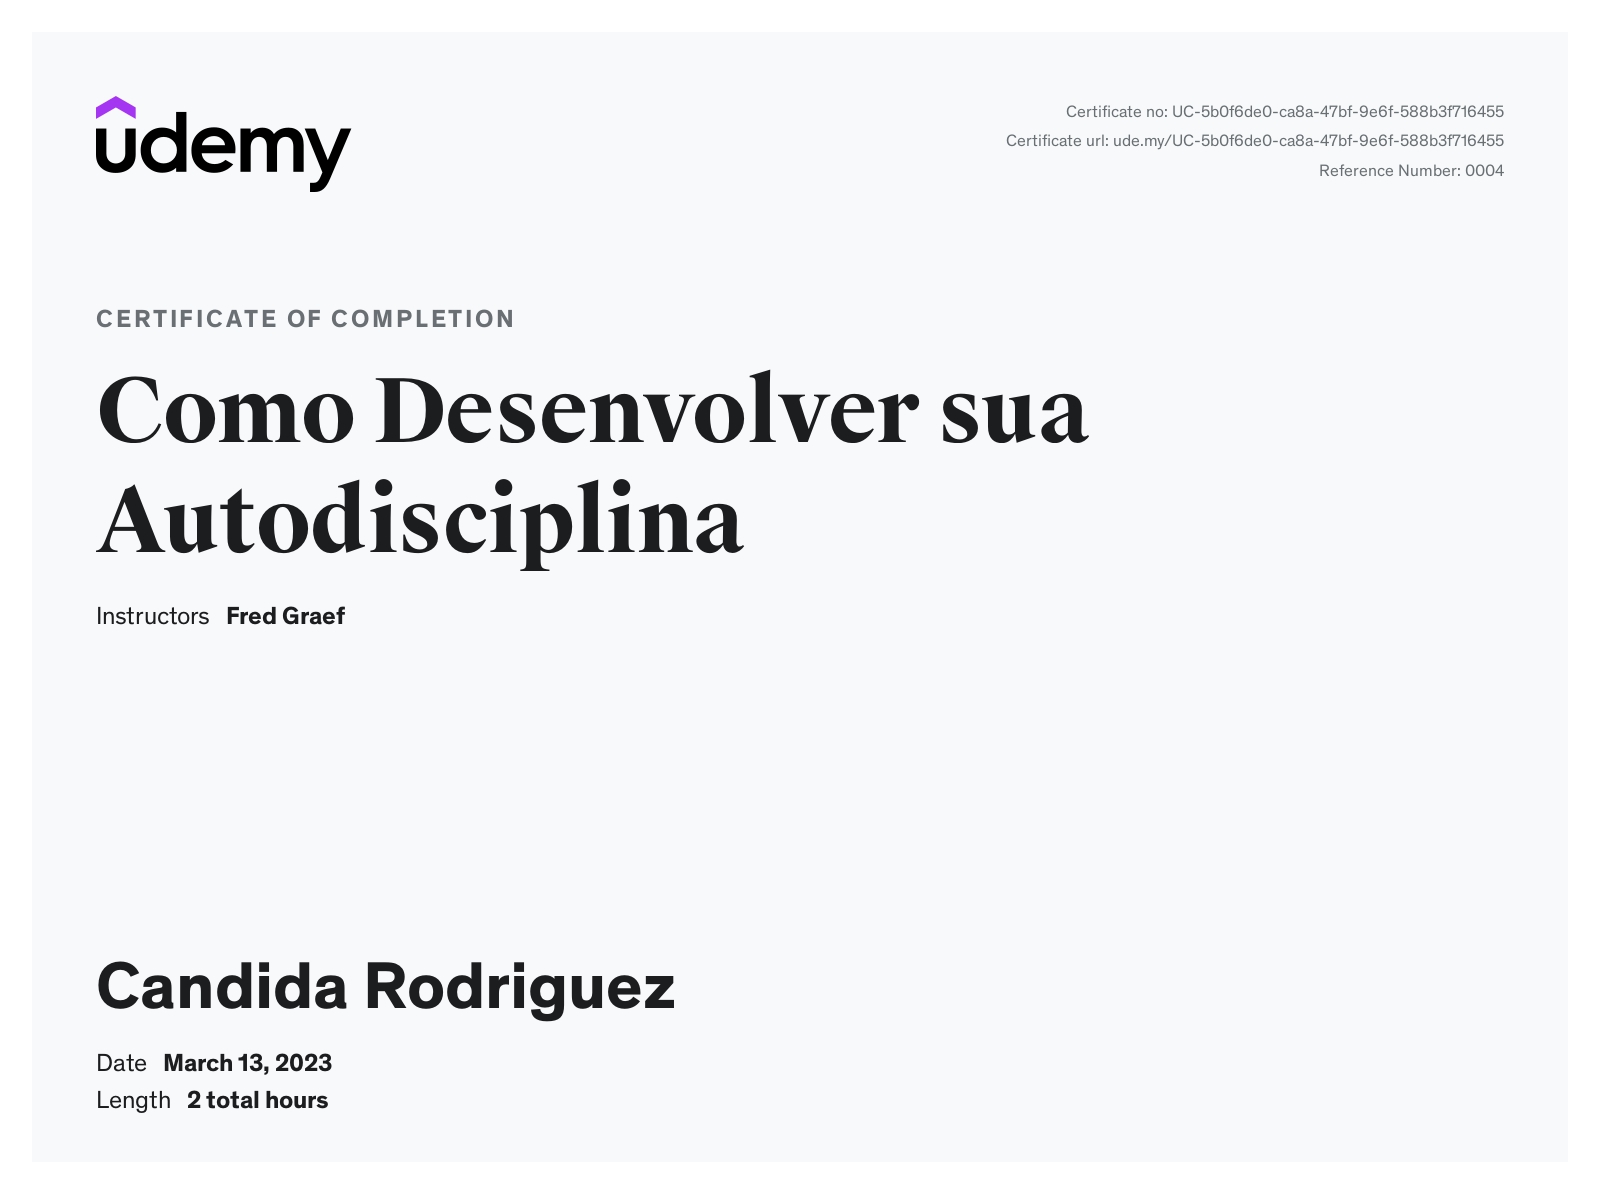 udemy
Certificate no: UC-5b0f6de0-ca8a-47bf-9e6f-588b3f716455
Certificate url: ude.my/UC-5b0f6de0-ca8a-47bf-9e6f-588b3f716455
Reference Number: 0004
CERTIFICATE OF COMPLETION
Como Desenvolver sua
Autodisciplina
Instructors Fred Graef
Candida Rodriguez
Date March 13, 2023
Length 2 total hours